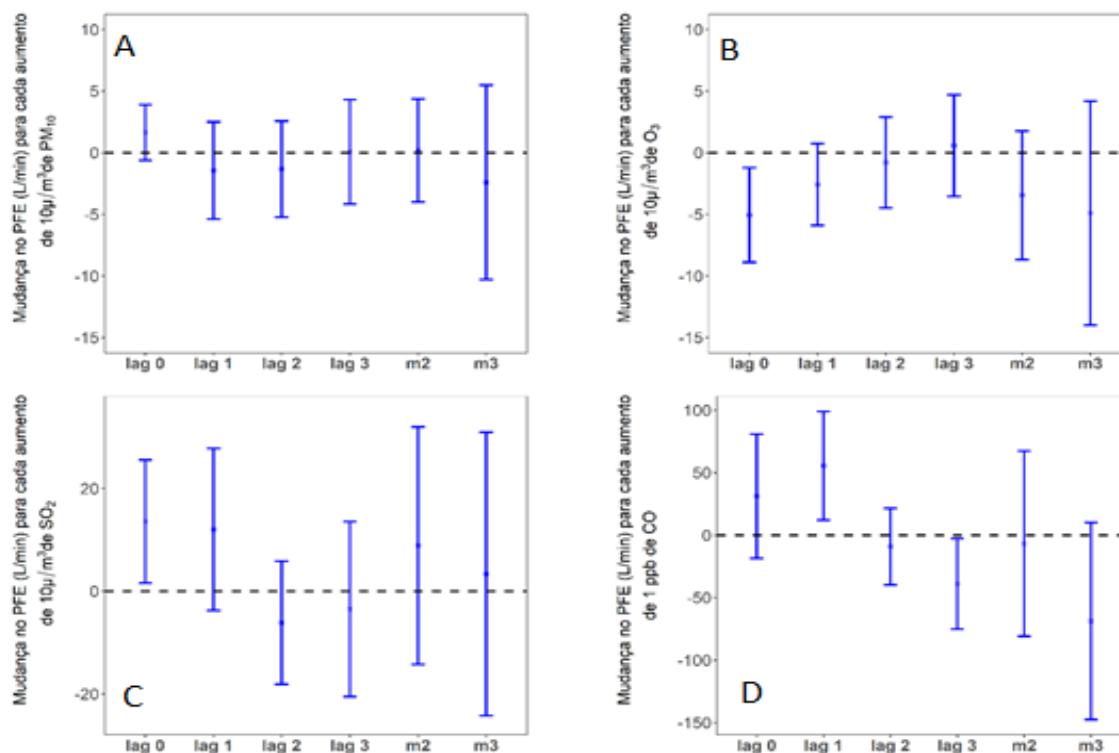 A
Mudança no PFE (L/min) para cada aumento
de 10µ/m³de PM₁₀
10
5
0
-5
-10
-15
lag 0 lag 1 lag 2 lag 3 m2 m3
B
Mudança no PFE (L/min) para cada aumento
de 10µ/m³de O₃
10
5
0
-5
-10
-15
lag 0 lag 1 lag 2 lag 3 m2 m3
C
Mudança no PFE (L/min) para cada aumento
de 10µ/m³de SO₂
20
0
-20
lag 0 lag 1 lag 2 lag 3 m2 m3
D
Mudança no PFE (L/min) para cada aumento
de 1 ppb de CO
100
50
0
-50
-100
-150
lag 0 lag 1 lag 2 lag 3 m2 m3